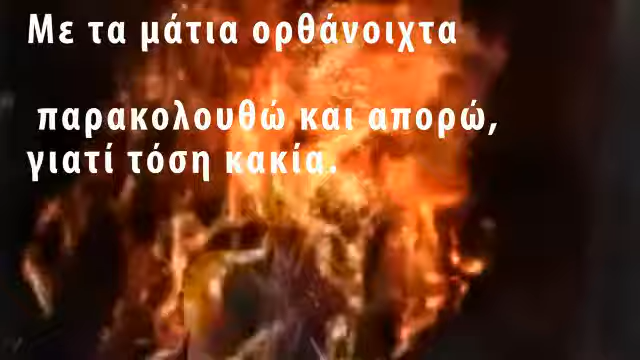 Με τα μάτια ορθάνοιχτα
παρακολουθώ και απορώ,
γιατί τόση κακία.